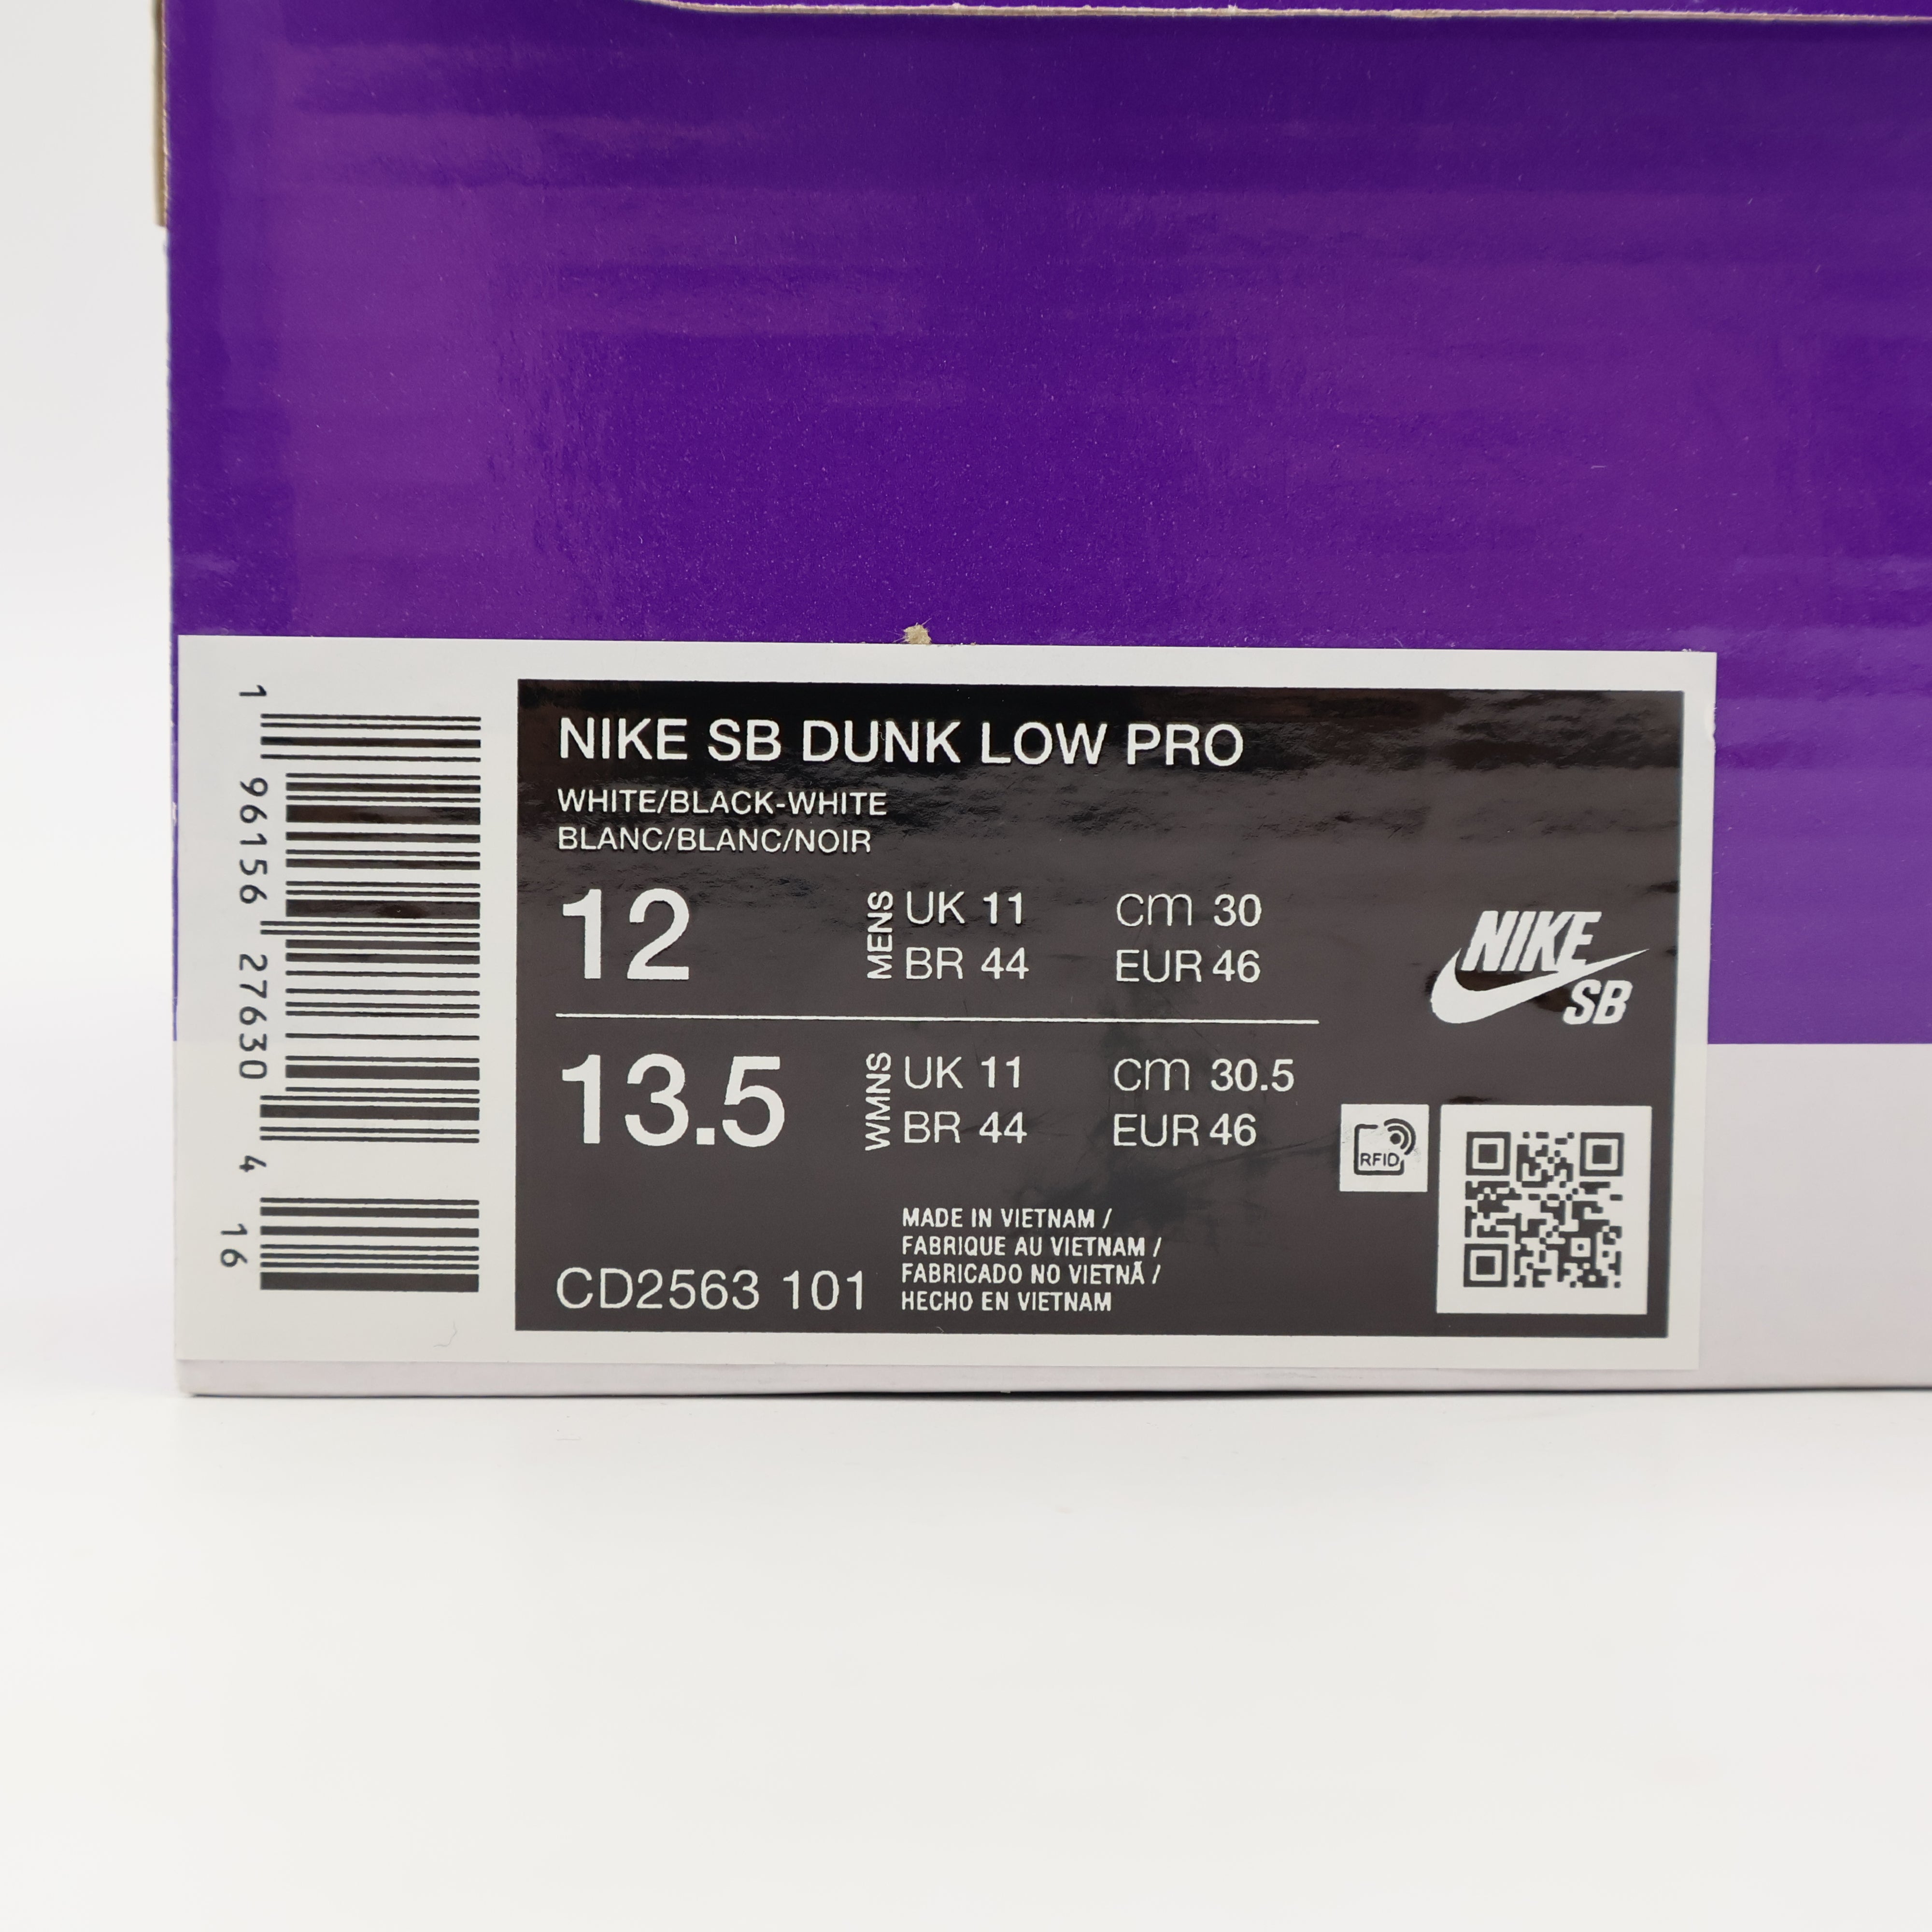 1 96156 27630 4 16
NIKE SB DUNK LOW PRO
WHITE/BLACK-WHITE
BLANC/BLANC/NOIR
12 MENS UK 11 cm 30
BR 44 EUR 46
13.5 WMNS UK 11 cm 30.5
BR 44 EUR 46
NIKE
SB
RFID
MADE IN VIETNAM /
FABRIQUE AU VIETNAM /
FABRICADO NO VIETNÃ /
HECHO EN VIETNAM
CD2563 101